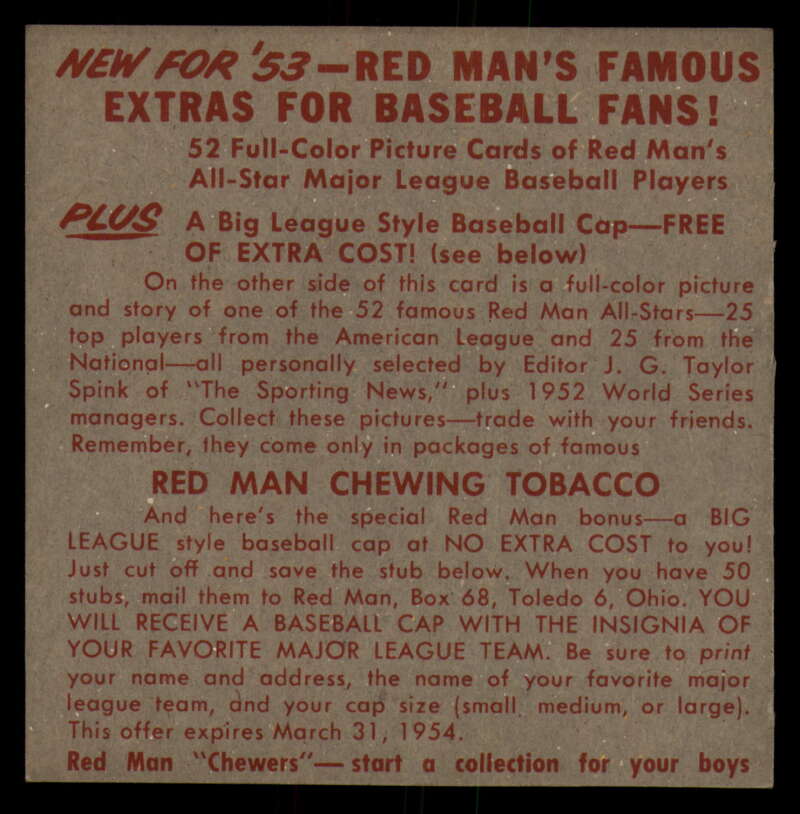 NEW FOR '53—RED MAN'S FAMOUS
EXTRAS FOR BASEBALL FANS!
52 Full-Color Picture Cards of Red Man's
All-Star Major League Baseball Players
PLUS A Big League Style Baseball Cap—FREE
OF EXTRA COST! (see below)
On the other side of this card is a full-color picture
and story of one of the 52 famous Red Man All-Stars—25
top players from the American League and 25 from the
National—all personally selected by Editor J. G. Taylor
Spink of "The Sporting News," plus 1952 World Series
managers. Collect these pictures—trade with your friends.
Remember, they come only in packages of famous
RED MAN CHEWING TOBACCO
And here's the special Red Man bonus—a BIG
LEAGUE style baseball cap at NO EXTRA COST to you!
Just cut off and save the stub below. When you have 50
stubs, mail them to Red Man, Box 68, Toledo 6, Ohio. YOU
WILL RECEIVE A BASEBALL CAP WITH THE INSIGNIA OF
YOUR FAVORITE MAJOR LEAGUE TEAM. Be sure to print
your name and address, the name of your favorite major
league team, and your cap size (small, medium, or large).
This offer expires March 31, 1954.
Red Man "Chewers"—start a collection for your boys